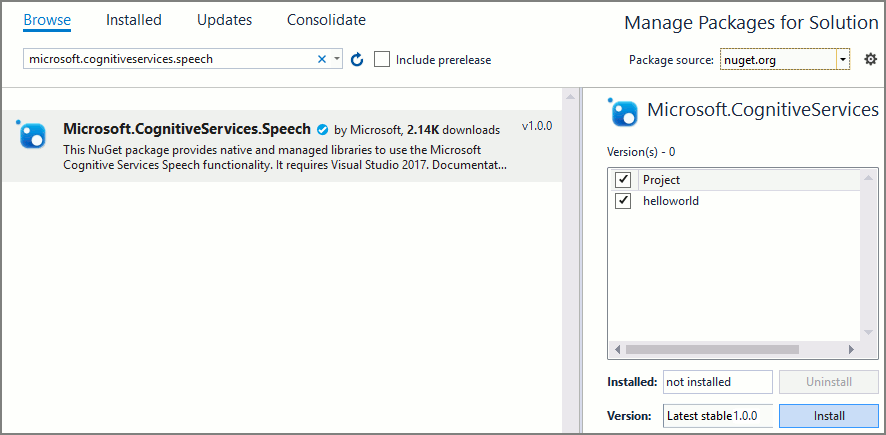 Browse Installed Updates Consolidate
Manage Packages for Solution
microsoft.cognitiveservices.speech
Include prerelease
Package source: nuget.org
Microsoft.CognitiveServices.Speech by Microsoft, 2.14K downloads
v1.0.0
This NuGet package provides native and managed libraries to use the Microsoft
Cognitive Services Speech functionality. It requires Visual Studio 2017. Documentat...
Microsoft.CognitiveServices
Version(s) - 0
Project
helloworld
Installed: not installed Uninstall
Version: Latest stable 1.0.0 Install